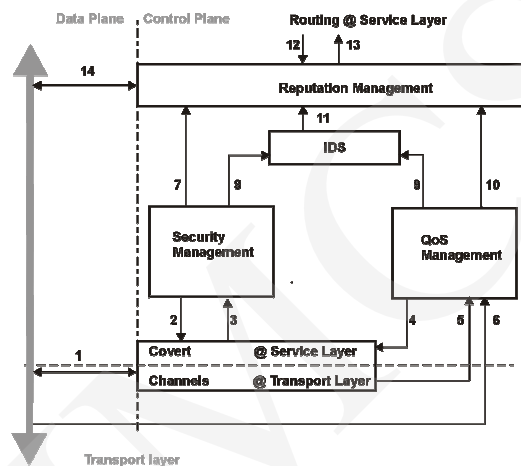 Data Plane
Control Plane
Routing @ Service Layer
12
13
14
Reputation Management
11
IDS
7
9
9
10
Security
Management
QoS
Management
2
3
4
5
6
1
Covert @ Service Layer
Channels @ Transport Layer
Transport layer